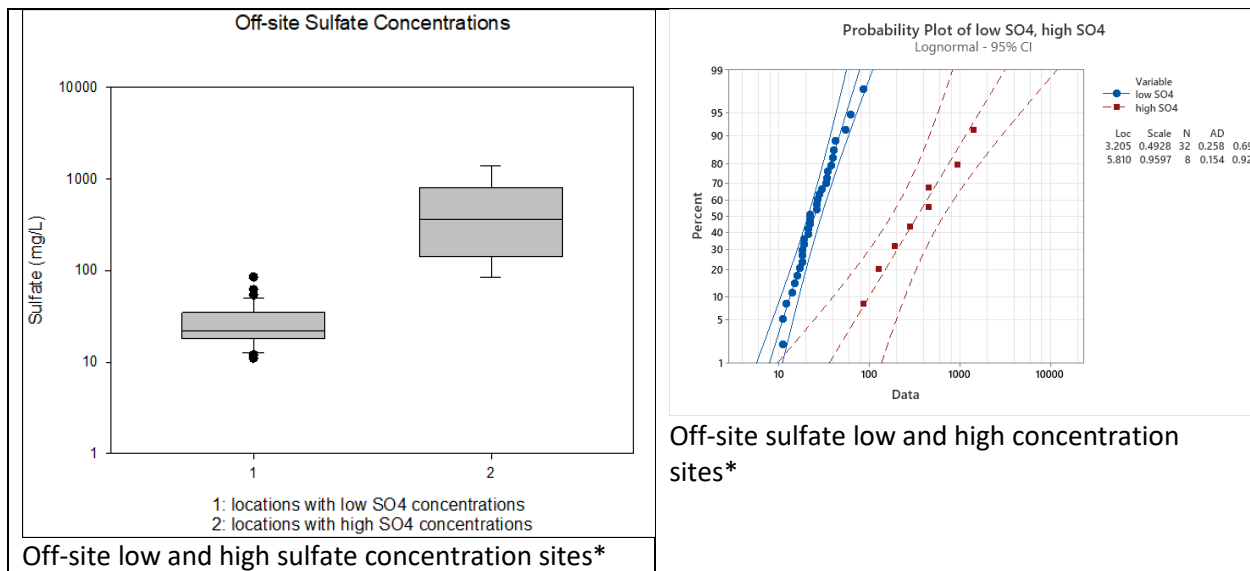 Off-site Sulfate Concentrations
10000
1000
100
10
1
Sulfate (mg/L)
1
2
1: locations with low SO4 concentrations
2: locations with high SO4 concentrations
Off-site low and high sulfate concentration sites*
Probability Plot of low SO4, high SO4
Lognormal - 95% CI
99
95
90
80
70
60
50
40
30
20
10
5
1
Percent
10
100
1000
10000
Data
Variable
low SO4
high SO4
Loc Scale N AD
3.205 0.4928 32 0.258 0.69
5.810 0.9597 8 0.154 0.92
Off-site sulfate low and high concentration
sites*